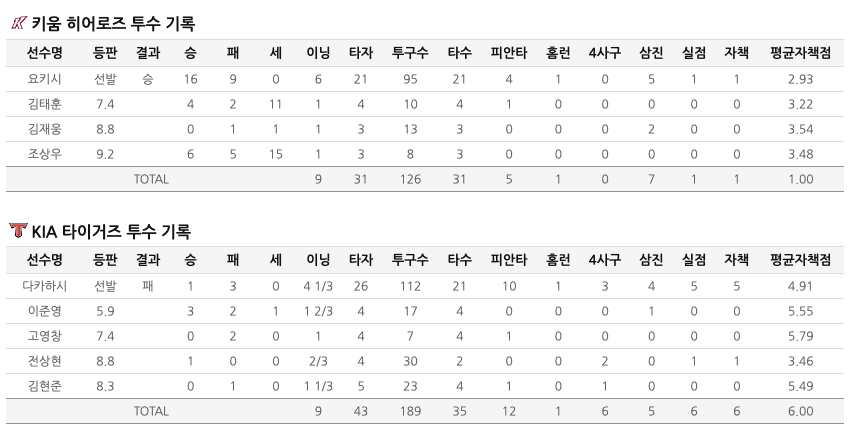 키움 히어로즈 투수 기록
선수명 등판 결과 승 패 세 이닝 타자 투구수 타수 피안타 홈런 4사구 삼진 실점 자책 평균자책점
요키시 선발 승 16 9 0 6 21 95 21 4 1 0 5 1 1 2.93
김태훈 7.4 4 2 11 1 4 10 4 1 0 0 0 0 0 3.22
김재웅 8.8 0 1 1 1 3 13 3 0 0 0 2 0 0 3.54
조상우 9.2 6 5 15 1 3 8 3 0 0 0 0 0 0 3.48
TOTAL 9 31 126 31 5 1 0 7 1 1 1.00
KIA 타이거즈 투수 기록
선수명 등판 결과 승 패 세 이닝 타자 투구수 타수 피안타 홈런 4사구 삼진 실점 자책 평균자책점
다카하시 선발 패 1 3 0 4 1/3 26 112 21 10 1 3 4 5 5 4.91
이준영 5.9 3 2 1 1 2/3 4 17 4 0 0 0 1 0 0 5.55
고영창 7.4 0 2 0 1 4 7 4 1 0 0 0 0 0 5.79
전상현 8.8 1 0 0 2/3 4 30 2 0 0 2 0 1 1 3.46
김현준 8.3 0 1 0 1 1/3 5 23 4 1 0 1 0 0 0 5.49
TOTAL 9 43 189 35 12 1 6 5 6 6 6.00